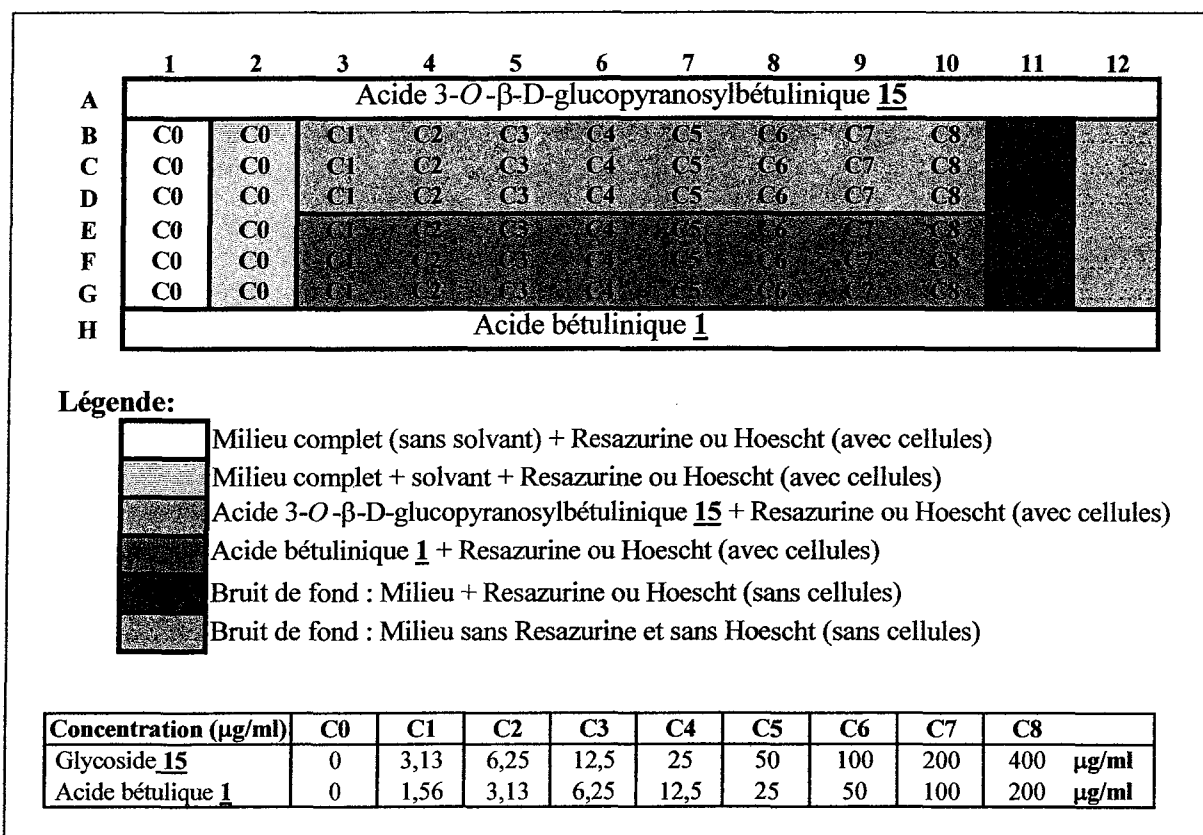 1 2 3 4 5 6 7 8 9 10 11 12
A Acide 3-O-β-D-glucopyranosylbétulinique 15
B C0 C0 C1 C2 C3 C4 C5 C6 C7 C8
C C0 C0 C1 C2 C3 C4 C5 C6 C7 C8
D C0 C0 C1 C2 C3 C4 C5 C6 C7 C8
E C0 C0 C1 C2 C3 C4 C5 C6 C7 C8
F C0 C0 C1 C2 C3 C4 C5 C6 C7 C8
G C0 C0 C1 C2 C3 C4 C5 C6 C7 C8
H Acide bétulinique 1
Légende:
Milieu complet (sans solvant) + Resazurine ou Hoescht (avec cellules)
Milieu complet + solvant + Resazurine ou Hoescht (avec cellules)
Acide 3-O-β-D-glucopyranosylbétulinique 15 + Resazurine ou Hoescht (avec cellules)
Acide bétulinique 1 + Resazurine ou Hoescht (avec cellules)
Bruit de fond : Milieu + Resazurine ou Hoescht (sans cellules)
Bruit de fond : Milieu sans Resazurine et sans Hoescht (sans cellules)
Concentration (µg/ml) C0 C1 C2 C3 C4 C5 C6 C7 C8
Glycoside 15 0 3,13 6,25 12,5 25 50 100 200 400 µg/ml
Acide bétulique 1 0 1,56 3,13 6,25 12,5 25 50 100 200 µg/ml